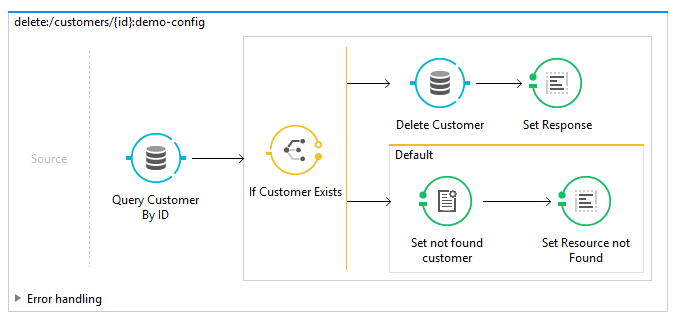 delete:/customers/{id}:demo-config
Source
Query Customer
By ID
If Customer Exists
Delete Customer
Set Response
Default
Set not found
customer
Set Resource not
Found
Error handling